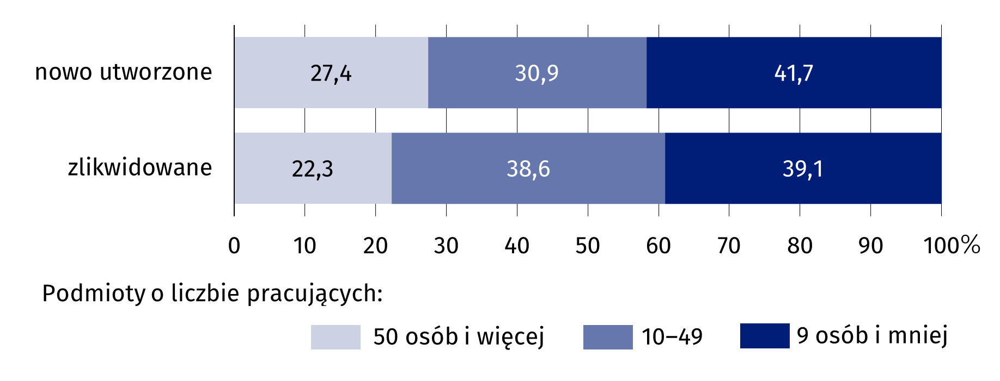 nowo utworzone 27,4 30,9 41,7
zlikwidowane 22,3 38,6 39,1
0 10 20 30 40 50 60 70 80 90 100%
Podmioty o liczbie pracujących:
50 osób i więcej 10–49 9 osób i mniej